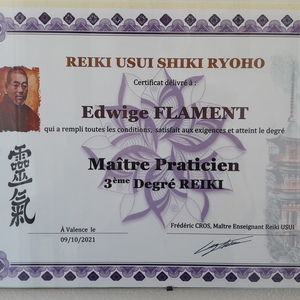 REIKI USUI SHIKI RYOHO
Certificat délivré à :
Edwige FLAMENT
qui a rempli toutes les conditions, satisfait aux exigences et atteint le degré
Maître Praticien
3ème Degré REIKI
靈氣
À Valence le
09/10/2021
Frédéric CROS, Maître Enseignant Reiki USUI